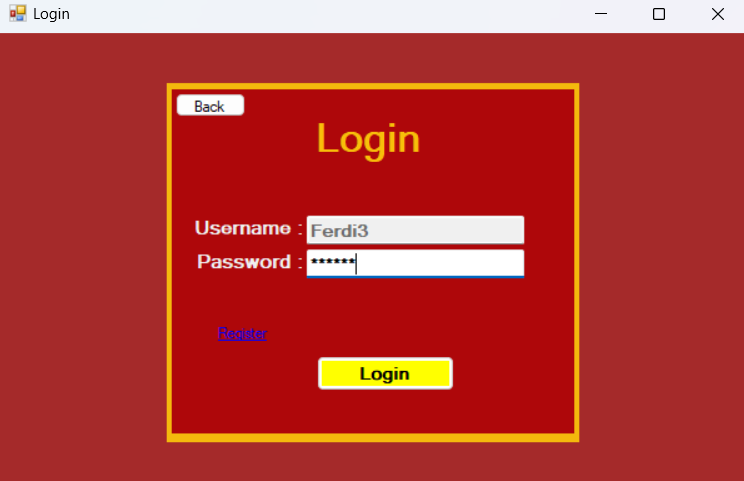 Login
Back
Login
Username : Ferdi3
Password : ******
Register
Login